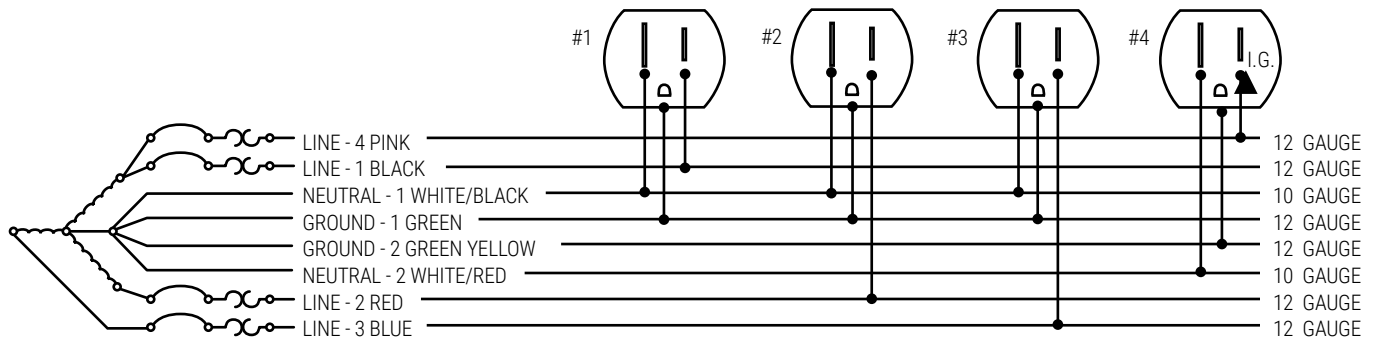 #1
#2
#3
#4
I.G.
LINE - 4 PINK 12 GAUGE
LINE - 1 BLACK 12 GAUGE
NEUTRAL - 1 WHITE/BLACK 10 GAUGE
GROUND - 1 GREEN 12 GAUGE
GROUND - 2 GREEN YELLOW 12 GAUGE
NEUTRAL - 2 WHITE/RED 10 GAUGE
LINE - 2 RED 12 GAUGE
LINE - 3 BLUE 12 GAUGE